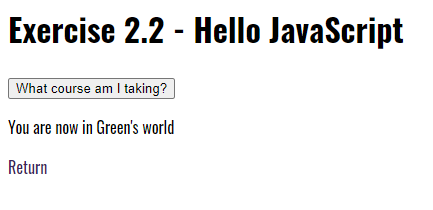 Exercise 2.2 - Hello JavaScript
What course am I taking?
You are now in Green's world
Return